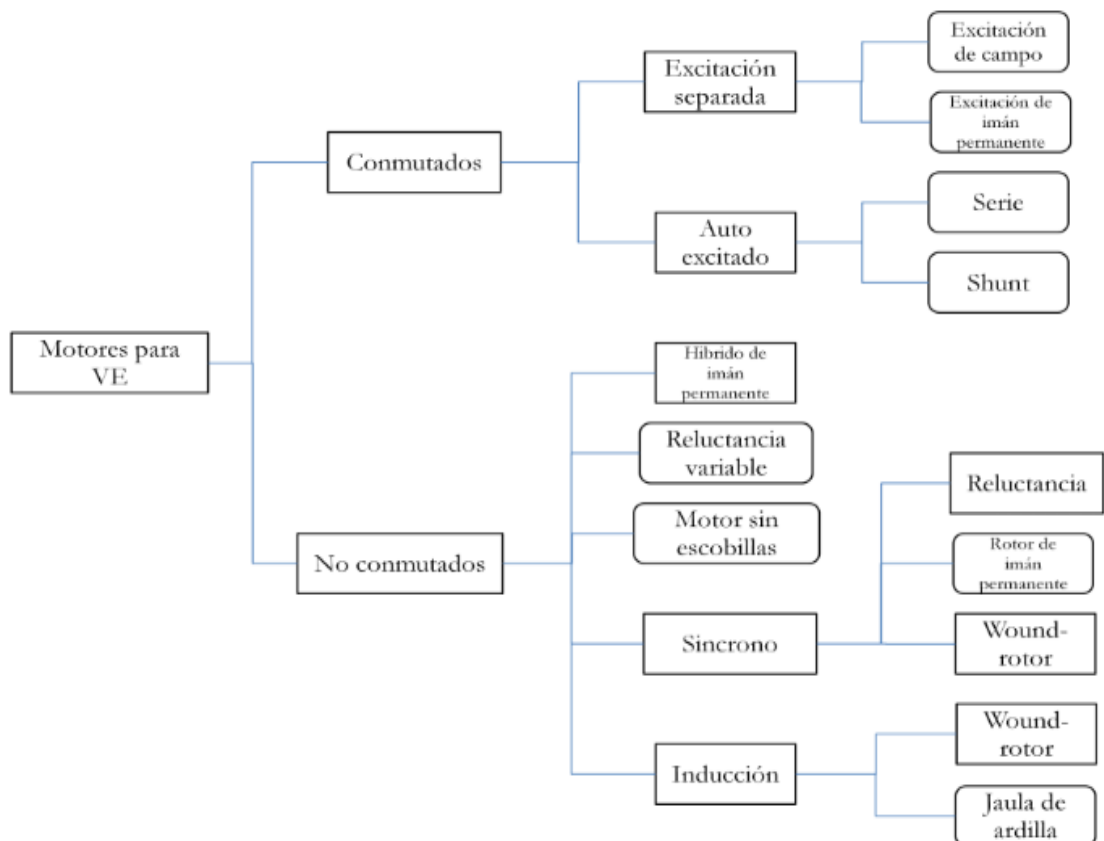 Excitación
de campo
Excitación
separada
Excitación de
imán
permanente
Conmutados
Serie
Auto
excitado
Shunt
Motores para
VE
Hibrido de
imán
permanente
Reluctancia
variable
Reluctancia
Motor sin
escobillas
Rotor de
imán
permanente
No conmutados
Sincrono
Wound-
rotor
Wound-
rotor
Inducción
Jaula de
ardilla